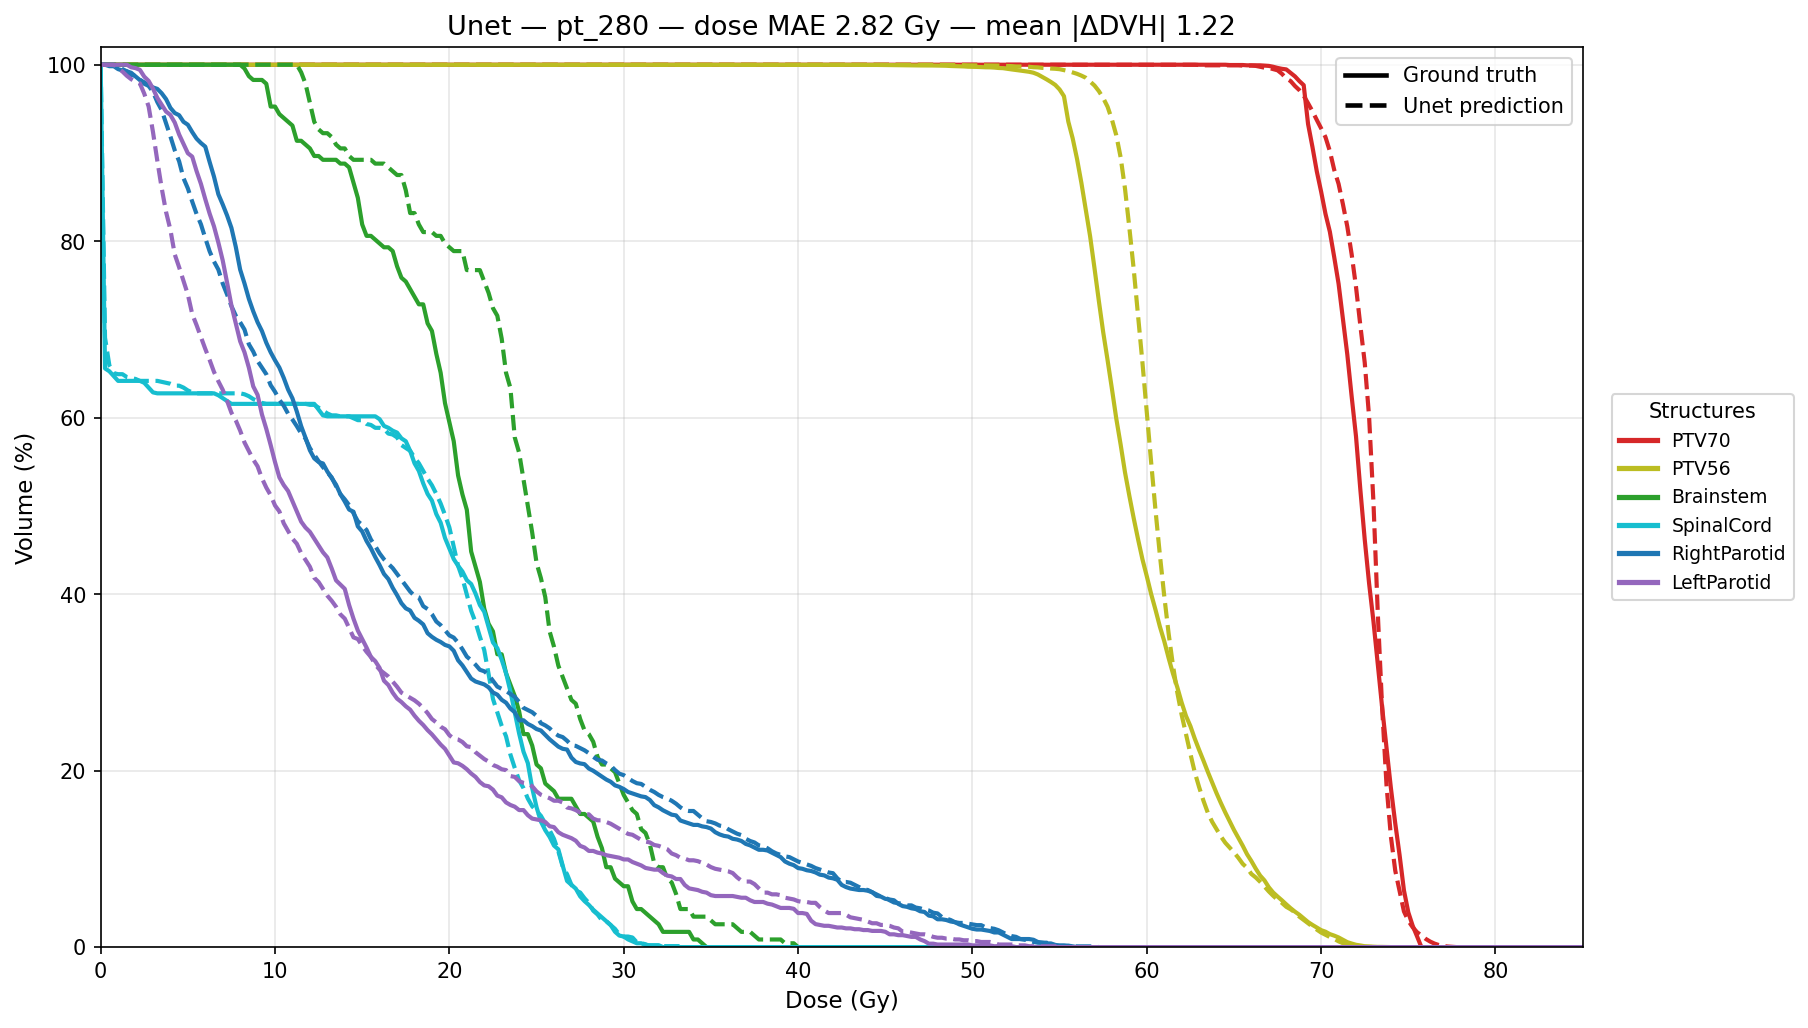 Unet — pt_280 — dose MAE 2.82 Gy — mean |ΔDVH| 1.22
Ground truth
Unet prediction
Volume (%)
100
80
60
40
20
0
0 10 20 30 40 50 60 70 80
Dose (Gy)
Structures
PTV70
PTV56
Brainstem
SpinalCord
RightParotid
LeftParotid